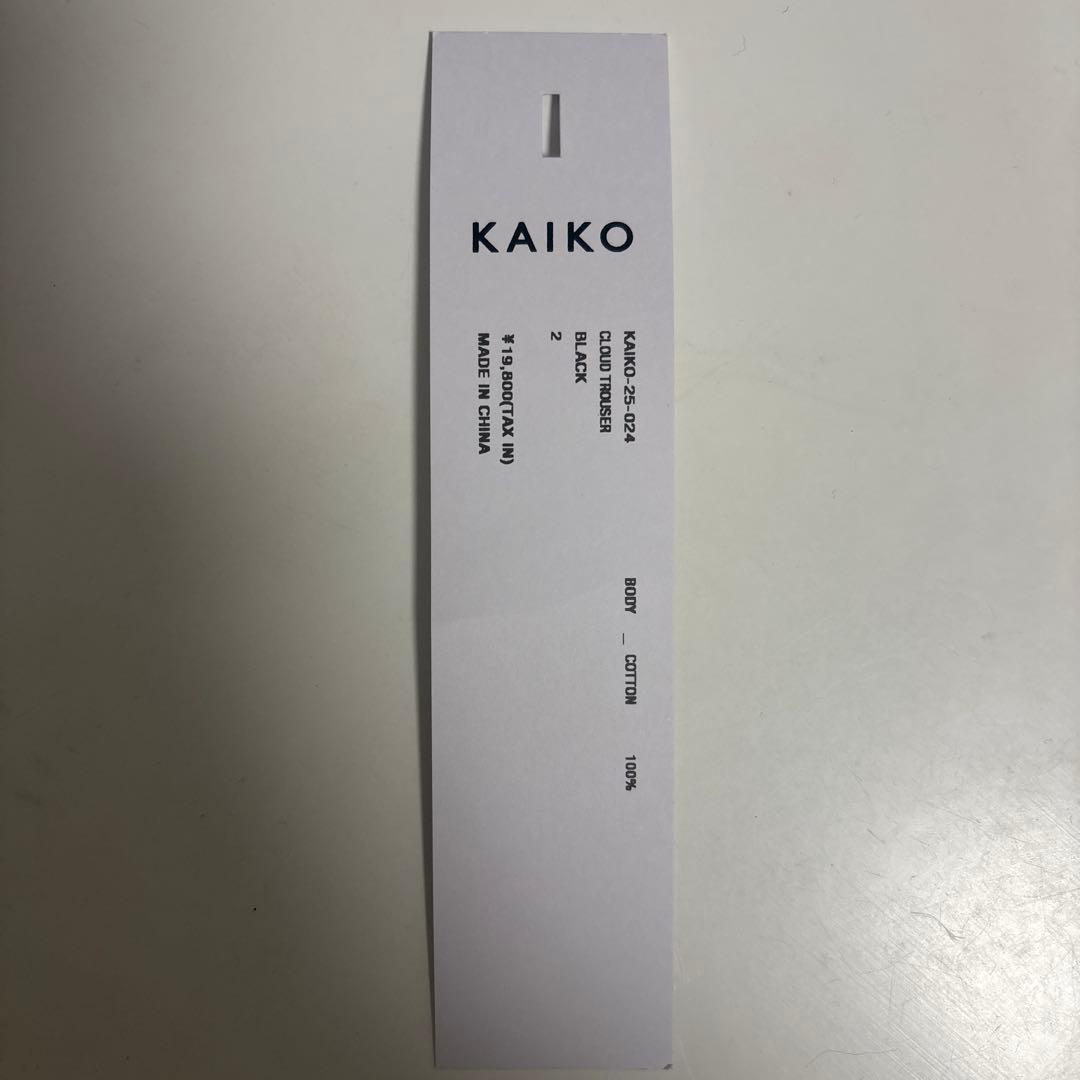 KAIKO
KAIKO-25-024
CLOUD TROUSER
BLACK
2
¥19,800(TAX IN)
MADE IN CHINA
BODY _ COTTON 100%